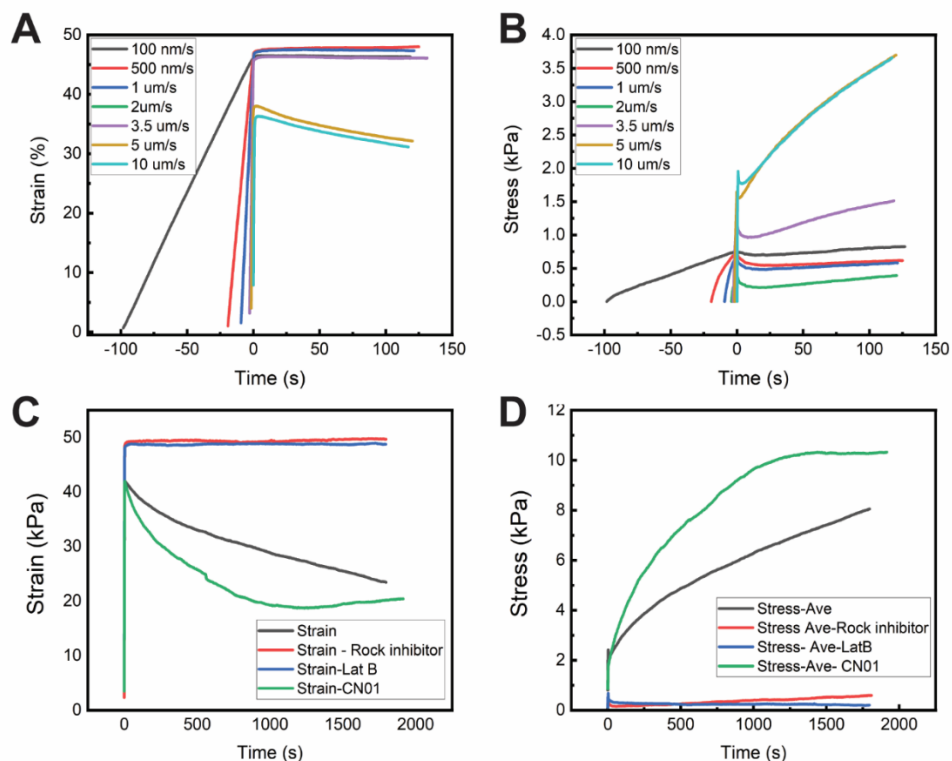 A
50
40
30
20
10
0
Strain (%)
100 nm/s
500 nm/s
1 um/s
2um/s
3.5 um/s
5 um/s
10 um/s
-100
-50
0
50
100
150
Time (s)
B
4.0
3.5
3.0
2.5
2.0
1.5
1.0
0.5
0.0
-0.5
Stress (kPa)
100 nm/s
500 nm/s
1 um/s
2um/s
3.5 um/s
5 um/s
10 um/s
-100
-50
0
50
100
150
Time (s)
C
50
40
30
20
10
0
Strain (kPa)
Strain
Strain - Rock inhibitor
Strain-Lat B
Strain-CN01
0
500
1000
1500
2000
Time (s)
D
12
10
8
6
4
2
0
Stress (kPa)
Stress-Ave
Stress Ave-Rock inhibitor
Stress- Ave-LatB
Stress-Ave- CN01
0
500
1000
1500
2000
Time (s)